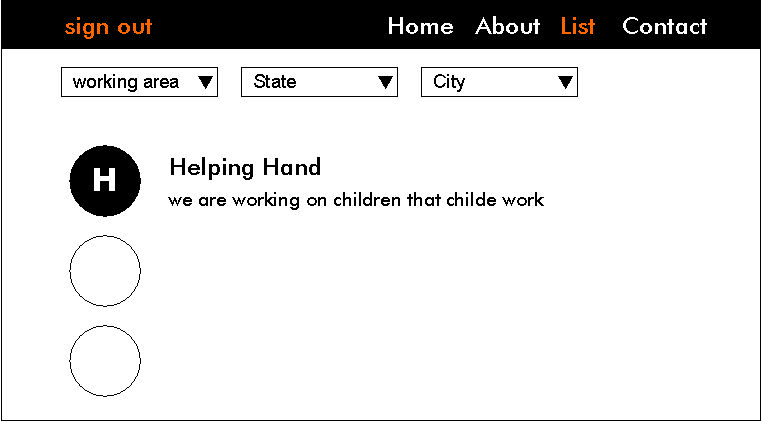 sign out Home About List Contact
working area State City
H
Helping Hand
we are working on children that childe work